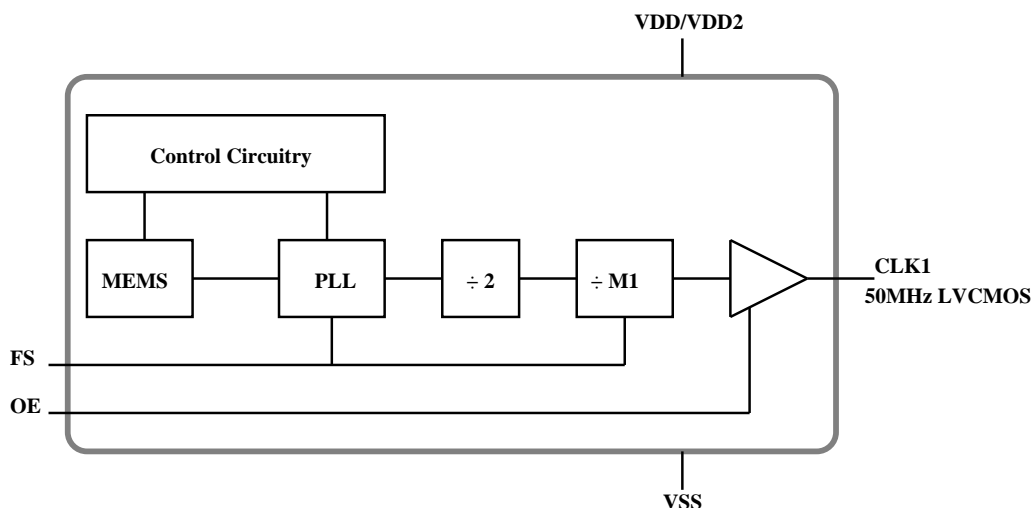 VDD/VDD2
Control Circuitry
MEMS
PLL
÷ 2
÷ M1
CLK1
50MHz LVCMOS
FS
OE
VSS